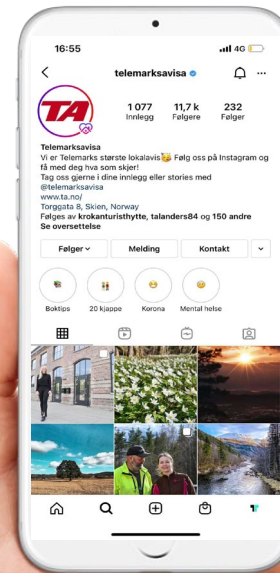 16:55
4G
telemarksavisa
TA
1 077
11,7 k
232
Innlegg
Følgere
Følger
Telemarksavisa
Vi er Telemarks største lokalavis🥳 Følg oss på Instagram og
få med deg hva som skjer!
Tag oss gjerne i dine innlegg eller stories med
@telemarksavisa
www.ta.no/
Torggata 8, Skien, Norway
Følges av krokanturisthytte, talanders84 og 150 andre
Se oversettelse
Følger
Melding
Kontakt
Boktips
20 kjappe
Korona
Mental helse